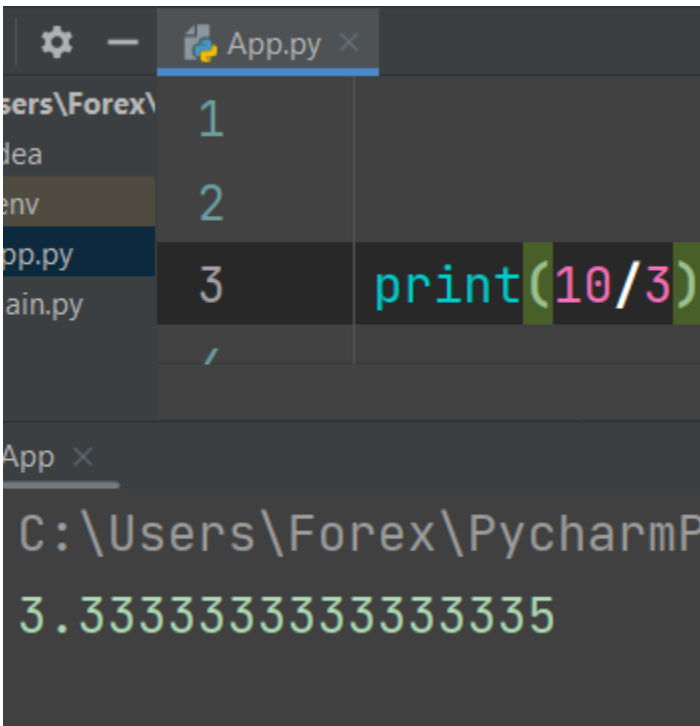 App.py
sers\Forex\
dea
env
pp.py
ain.py
1
2
3 print(10/3)
App
C:\Users\Forex\PycharmP
3.3333333333333335